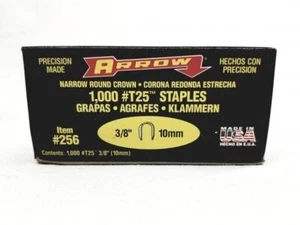 PRECISION MADE
ARROW
HECHOS CON PRECISION
NARROW ROUND CROWN • CORONA REDONDA ESTRECHA
1,000 #T25™ STAPLES
GRAPAS • AGRAFES • KLAMMERN
Item #256
3/8" 10mm
MADE IN USA
HECHO EN E.U.A.
Contents: 1,000 #T25™ 3/8" (10mm)